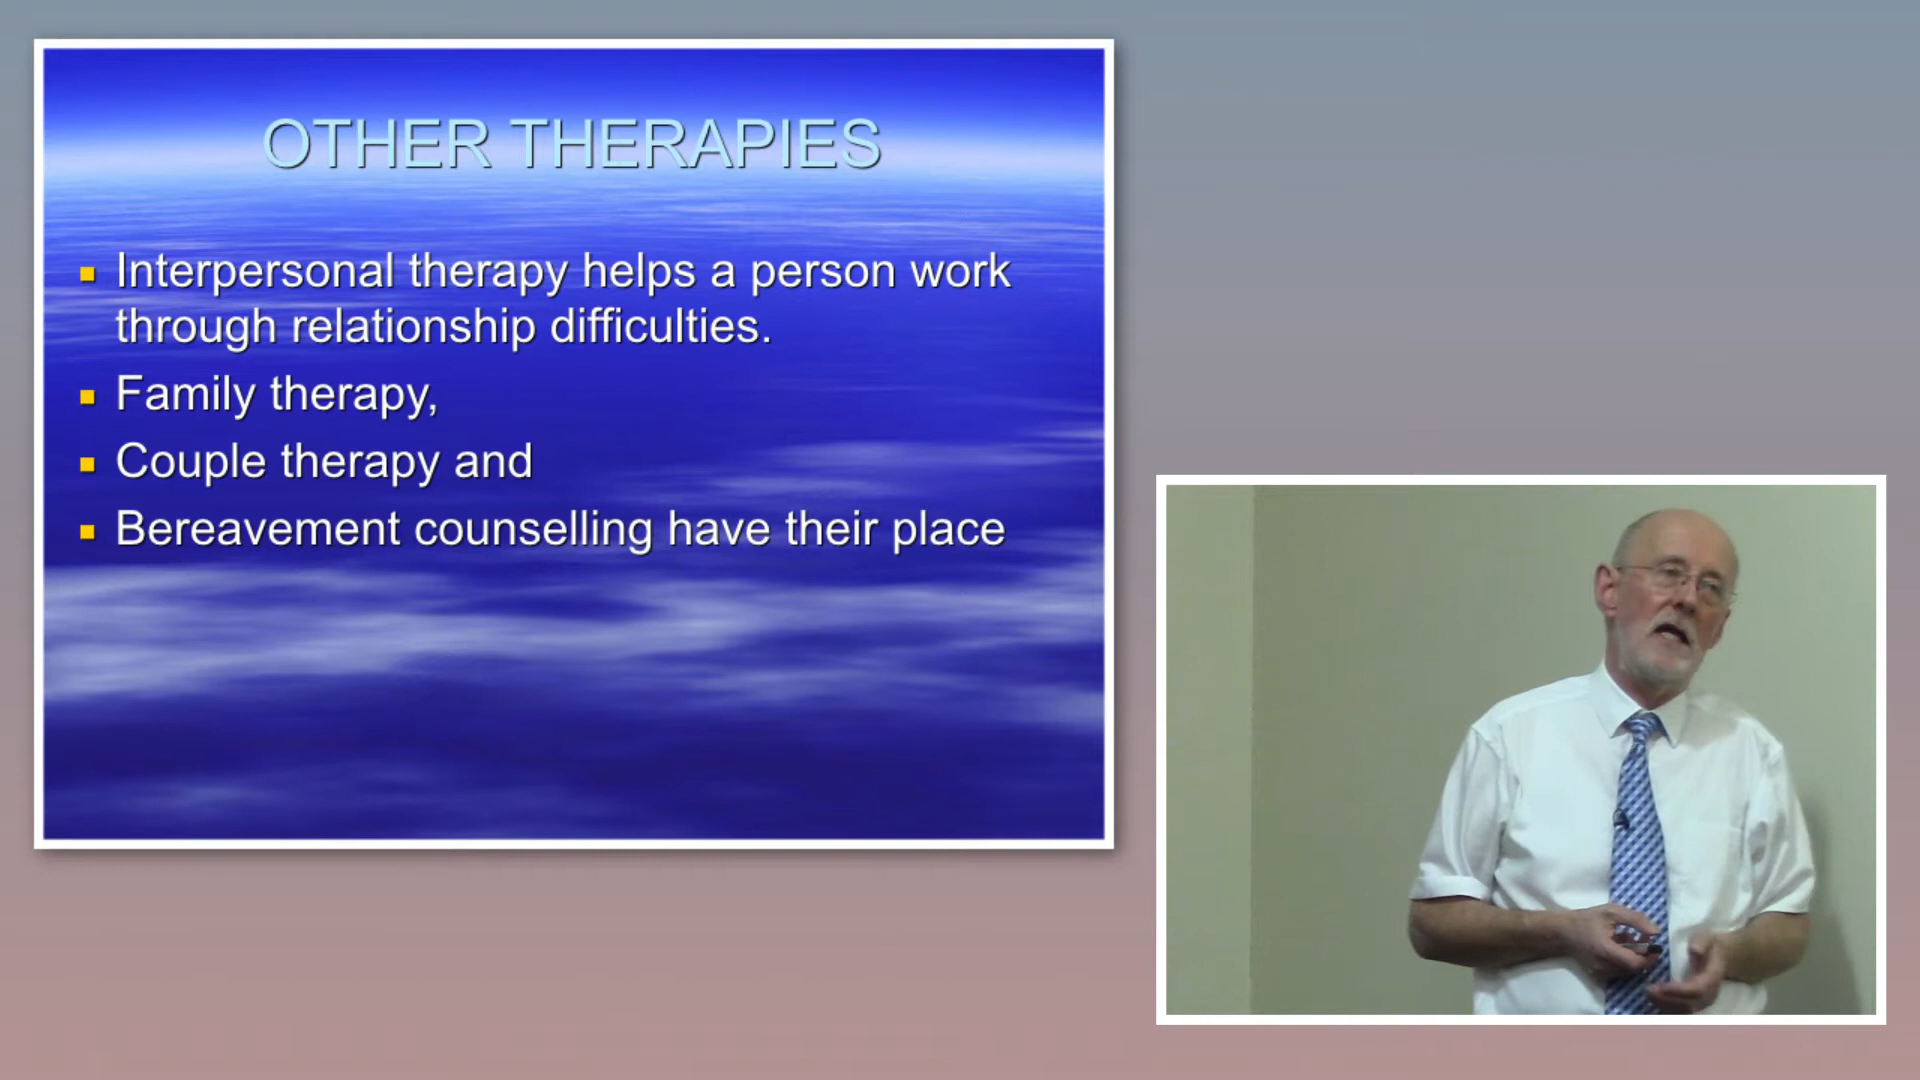 OTHER THERAPIES
Interpersonal therapy helps a person work
through relationship difficulties.
Family therapy,
Couple therapy and
Bereavement counselling have their place